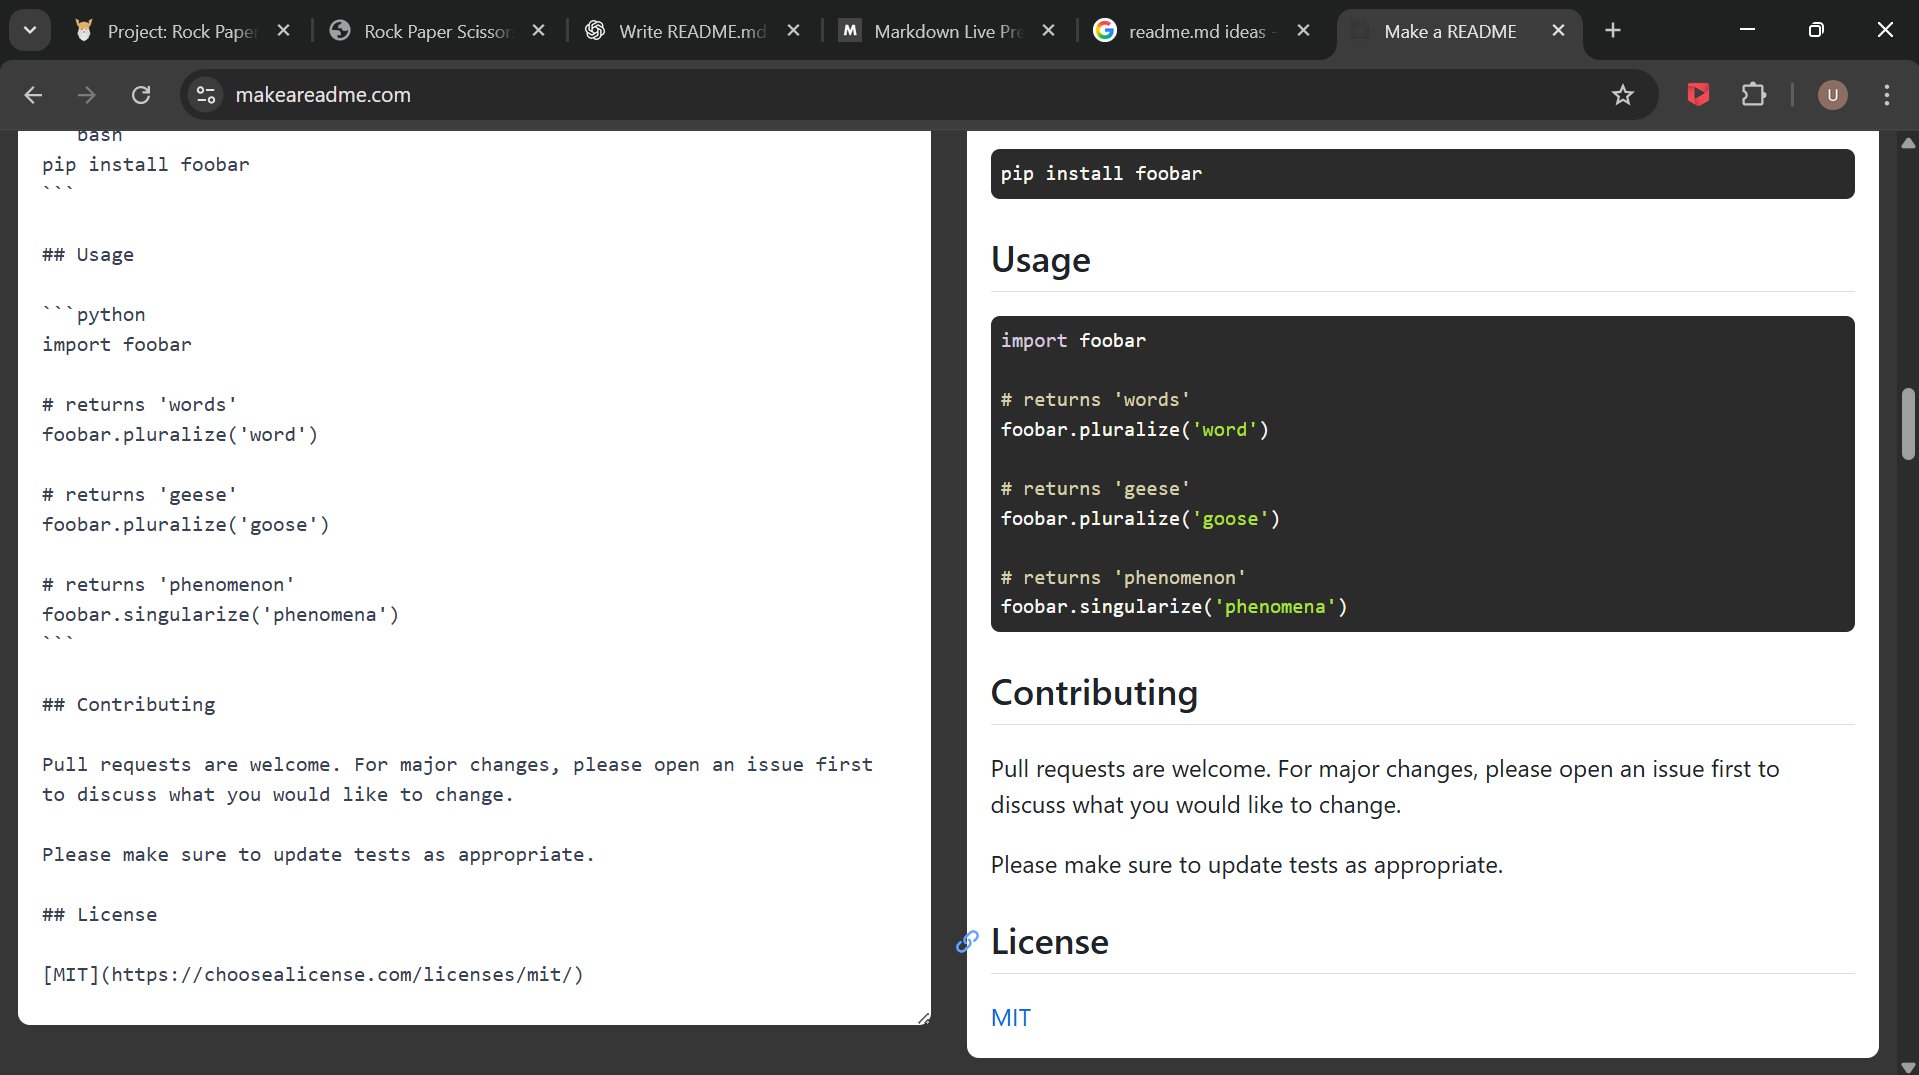 Project: Rock Paper
Rock Paper Scissor
Write README.md
Markdown Live Pre
readme.md ideas -
Make a README
makeareadme.com
U
bash
pip install foobar
```
## Usage
```python
import foobar
# returns 'words'
foobar.pluralize('word')
# returns 'geese'
foobar.pluralize('goose')
# returns 'phenomenon'
foobar.singularize('phenomena')
```
## Contributing
Pull requests are welcome. For major changes, please open an issue first
to discuss what you would like to change.
Please make sure to update tests as appropriate.
## License
[MIT](https://choosealicense.com/licenses/mit/)
pip install foobar
Usage
import foobar
# returns 'words'
foobar.pluralize('word')
# returns 'geese'
foobar.pluralize('goose')
# returns 'phenomenon'
foobar.singularize('phenomena')
Contributing
Pull requests are welcome. For major changes, please open an issue first to
discuss what you would like to change.
Please make sure to update tests as appropriate.
License
MIT